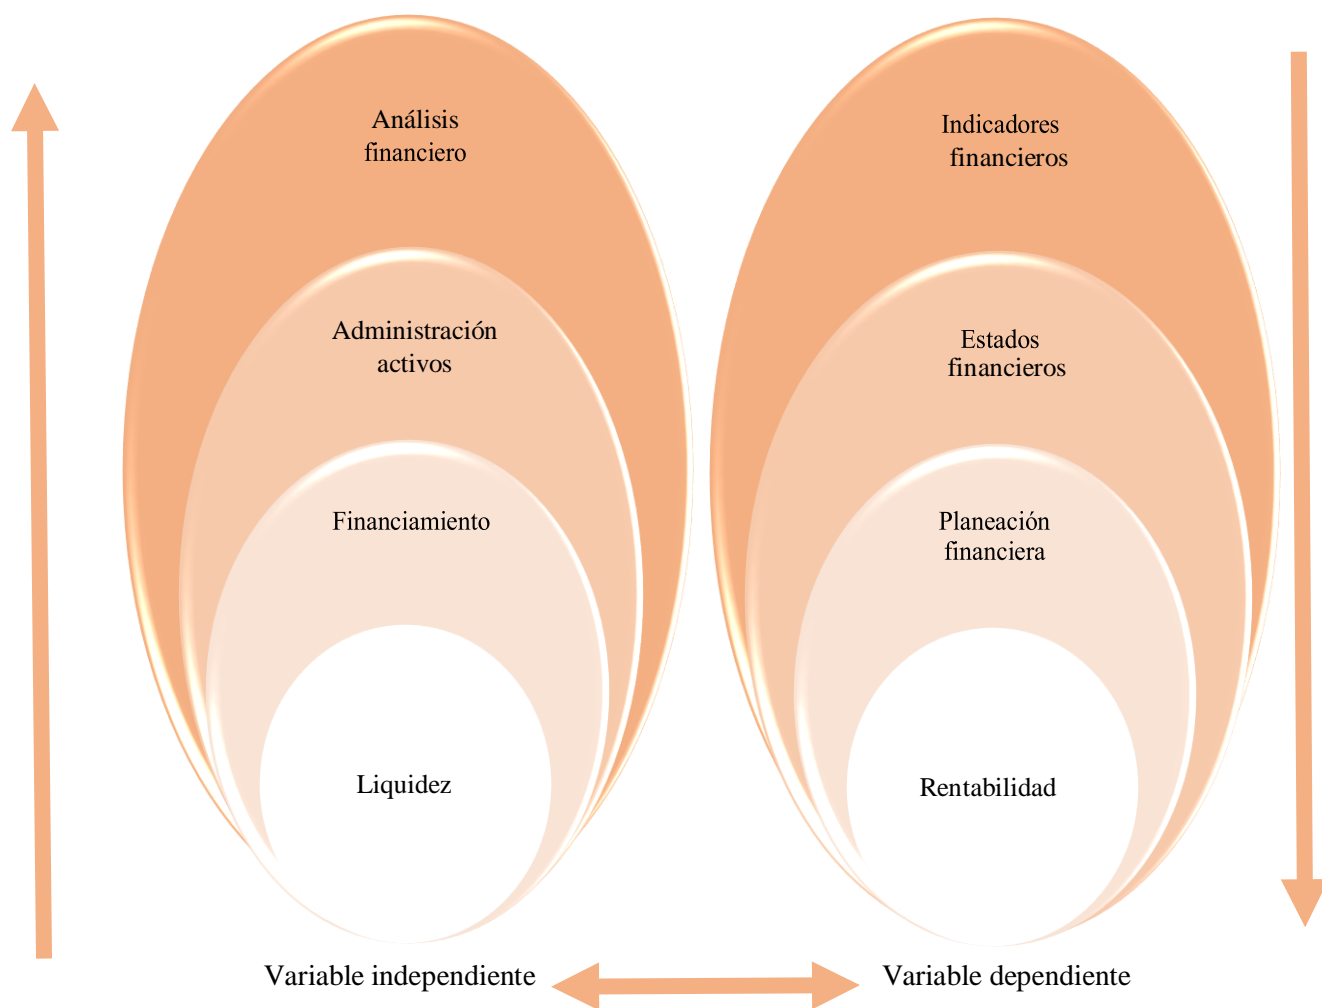 Análisis
financiero
Administración
activos
Financiamiento
Liquidez
Variable independiente
Indicadores
financieros
Estados
financieros
Planeación
financiera
Rentabilidad
Variable dependiente